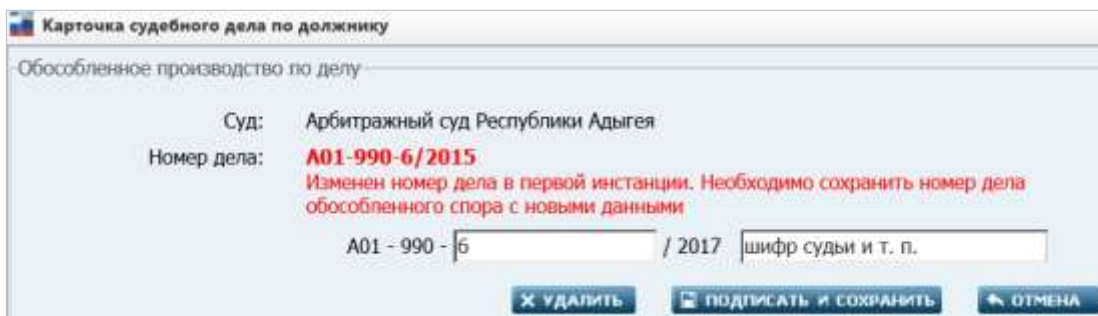 Карточка судебного дела по должнику
Обособленное производство по делу
Суд: Арбитражный суд Республики Адыгея
Номер дела: А01-990-6/2015
Изменен номер дела в первой инстанции. Необходимо сохранить номер дела
обособленного спора с новыми данными
А01 - 990 - 6 / 2017 шифр судьи и т. п.
УДАЛИТЬ ПОДПИСАТЬ И СОХРАНИТЬ ОТМЕНА